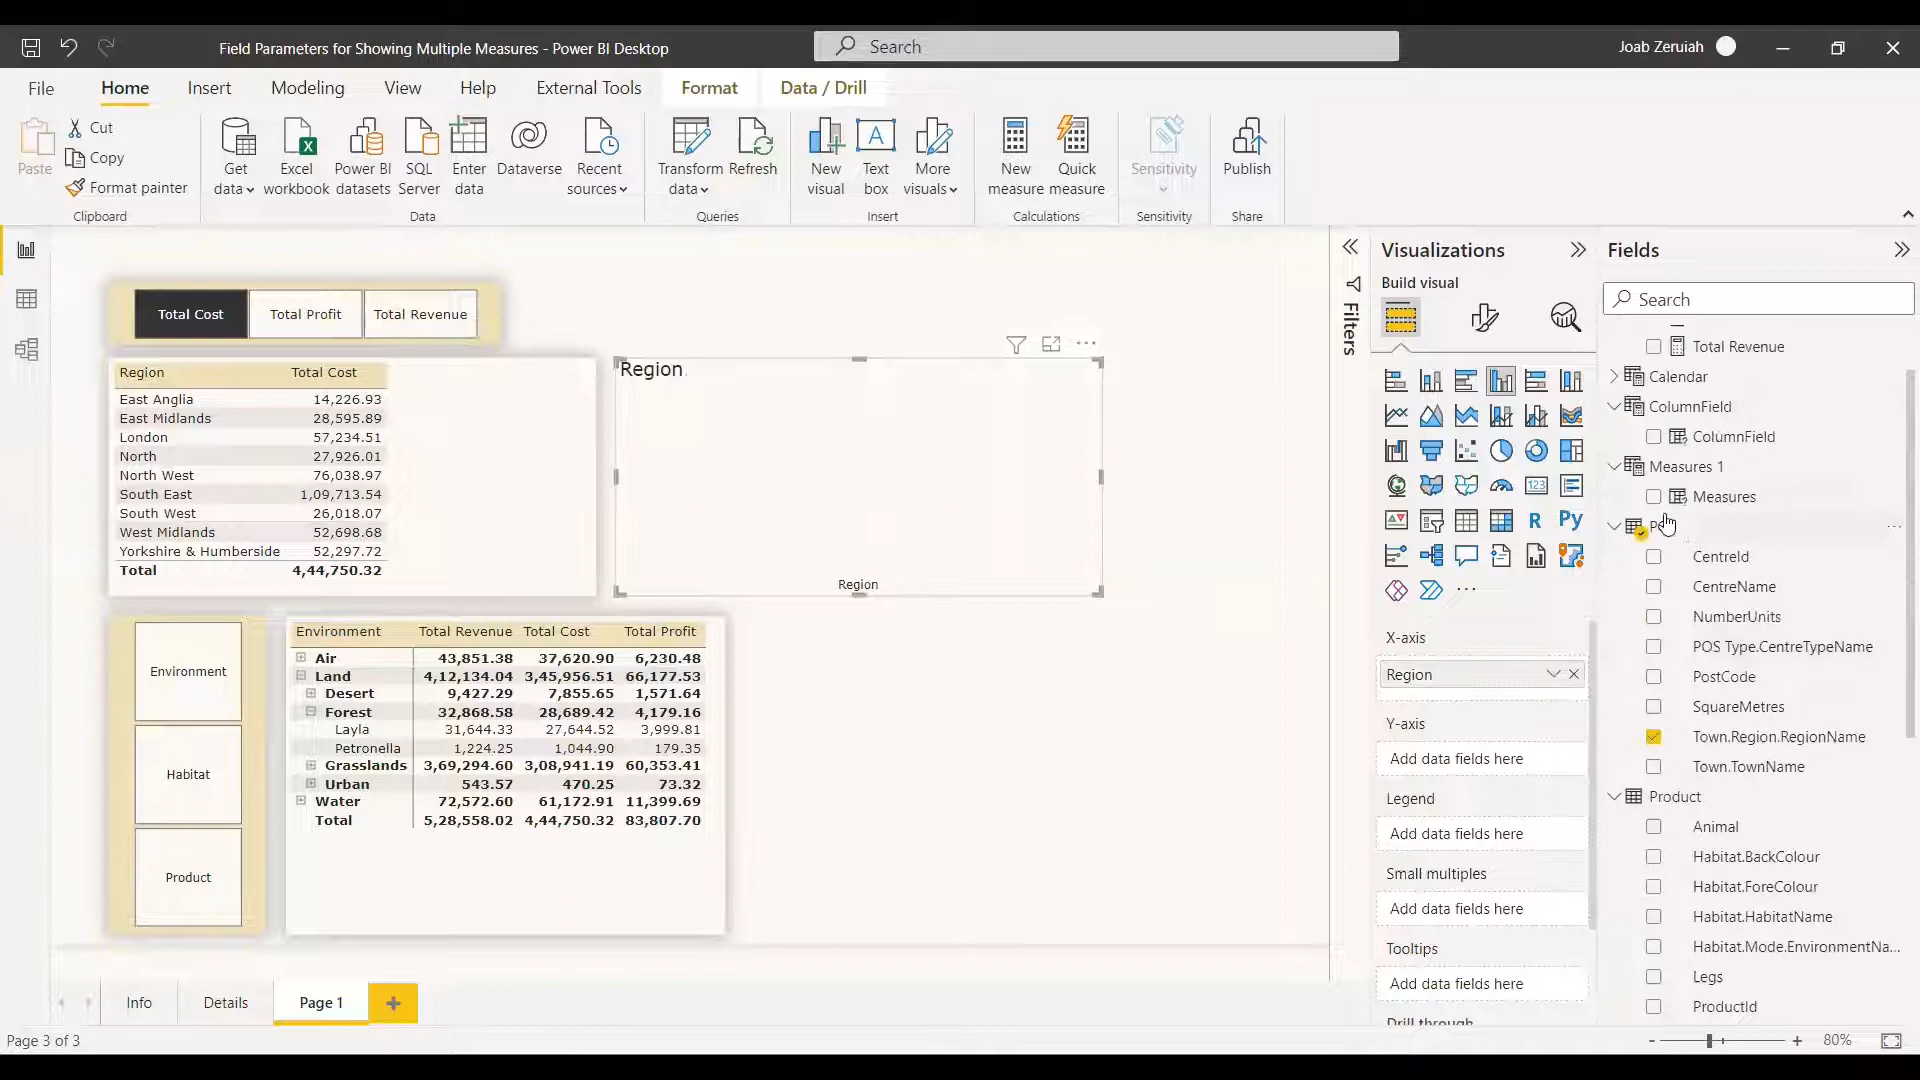 Field Parameters for Showing Multiple Measures - Power BI Desktop
Search
Joab Zeruiah
File
Home
Insert
Modeling
View
Help
External Tools
Format
Data / Drill
Paste
Cut
Copy
Format painter
Clipboard
Get data
Excel workbook
Power BI datasets
SQL Server
Enter data
Dataverse
Recent sources
Data
Transform data
Refresh
Queries
New visual
Text box
More visuals
Insert
New measure
Quick measure
Calculations
Sensitivity
Sensitivity
Publish
Share
Total Cost
Total Profit
Total Revenue
Region Total Cost
East Anglia 14,226.93
East Midlands 28,595.89
London 57,234.51
North 27,926.01
North West 76,038.97
South East 1,09,713.54
South West 26,018.07
West Midlands 52,698.68
Yorkshire & Humberside 52,297.72
Total 4,44,750.32
Region
Region
Environment
Habitat
Product
Environment Total Revenue Total Cost Total Profit
Air 43,851.38 37,620.90 6,230.48
Land 4,12,134.04 3,45,956.51 66,177.53
Desert 9,427.29 7,855.65 1,571.64
Forest 32,868.58 28,689.42 4,179.16
Layla 31,644.33 27,644.52 3,999.81
Petronella 1,224.25 1,044.90 179.35
Grasslands 3,69,294.60 3,08,941.19 60,353.41
Urban 543.57 470.25 73.32
Water 72,572.60 61,172.91 11,399.69
Total 5,28,558.02 4,44,750.32 83,807.70
Filters
Visualizations
Build visual
123
R
Py
X-axis
Region
Y-axis
Add data fields here
Legend
Add data fields here
Small multiples
Add data fields here
Tooltips
Add data fields here
Drill through
Fields
Search
Total Revenue
Calendar
ColumnField
ColumnField
Measures 1
Measures
CentreId
CentreName
NumberUnits
POS Type.CentreTypeName
PostCode
SquareMetres
Town.Region.RegionName
Town.TownName
Product
Animal
Habitat.BackColour
Habitat.ForeColour
Habitat.HabitatName
Habitat.Mode.EnvironmentNa...
Legs
ProductId
Info
Details
Page 1
Page 3 of 3
80%